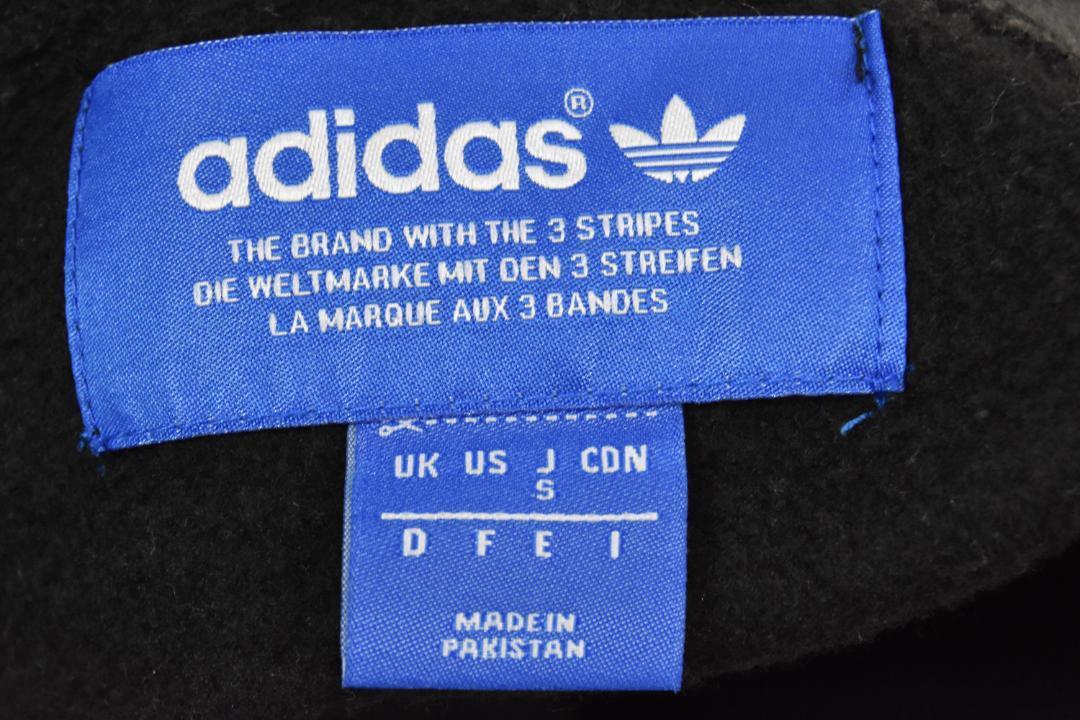 adidas®
THE BRAND WITH THE 3 STRIPES
DIE WELTMARKE MIT DEN 3 STREIFEN
LA MARQUE AUX 3 BANDES
UK US J CDN
S
D F E I
MADE IN
PAKISTAN